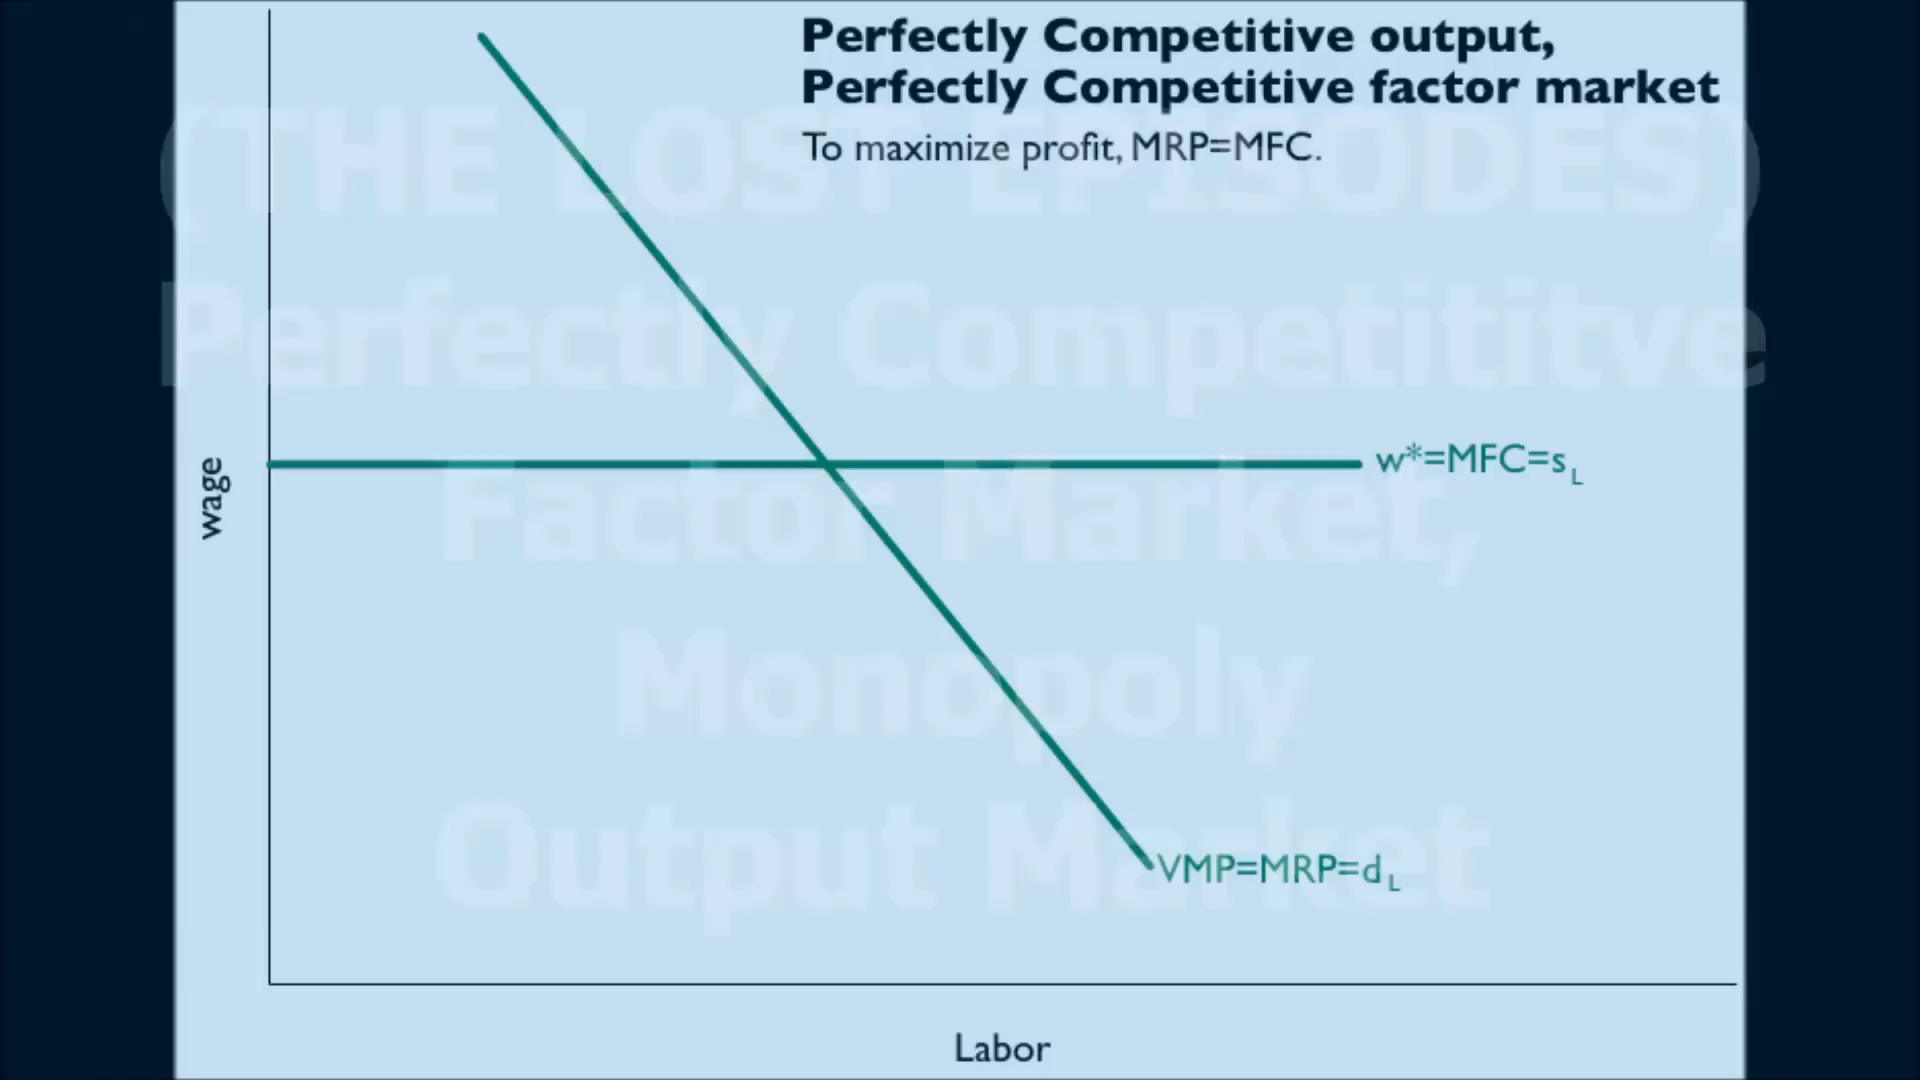 Perfectly Competitive output,
Perfectly Competitive factor market
To maximize profit, MRP=MFC.
(THE LOST EPISODES)
Perfectly Competititve
Factor Market,
Monopoly
Output Market
wage
w*=MFC=sL
VMP=MRP=dL
Labor